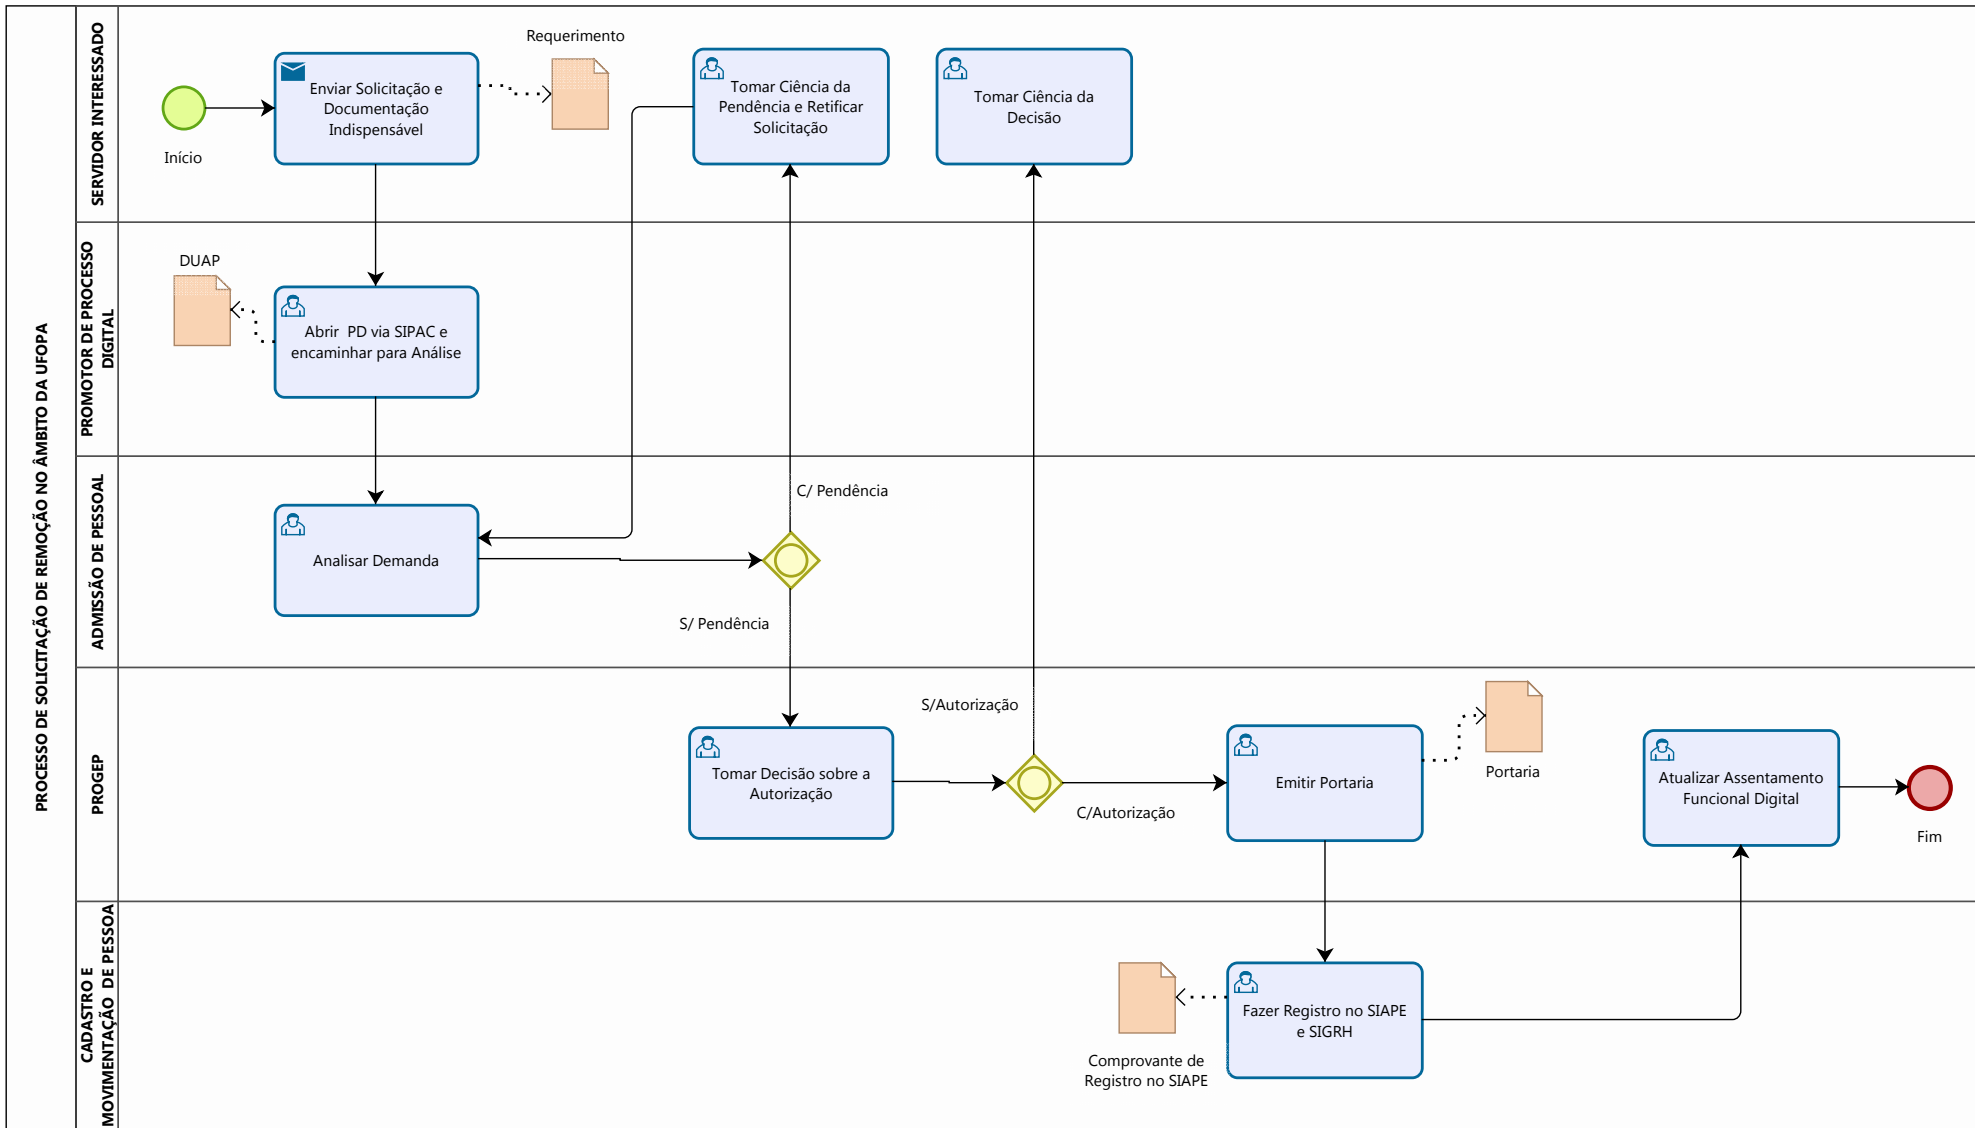 PROCESSO DE SOLICITAÇÃO DE REMOÇÃO NO ÂMBITO DA UFOPA
SERVIDOR INTERESSADO
Início
Enviar Solicitação e
Documentação
Indispensável
Requerimento
Tomar Ciência da
Pendência e Retificar
Solicitação
Tomar Ciência da
Decisão
PROMOTOR DE PROCESSO
DIGITAL
DUAP
Abrir  PD via SIPAC e
encaminhar para Análise
ADMISSÃO DE PESSOAL
Analisar Demanda
C/ Pendência
S/ Pendência
PROGEP
Tomar Decisão sobre a
Autorização
S/Autorização
C/Autorização
Emitir Portaria
Portaria
Atualizar Assentamento
Funcional Digital
Fim
CADASTRO E
MOVIMENTAÇÃO  DE PESSOA
Comprovante de
Registro no SIAPE
Fazer Registro no SIAPE
e SIGRH